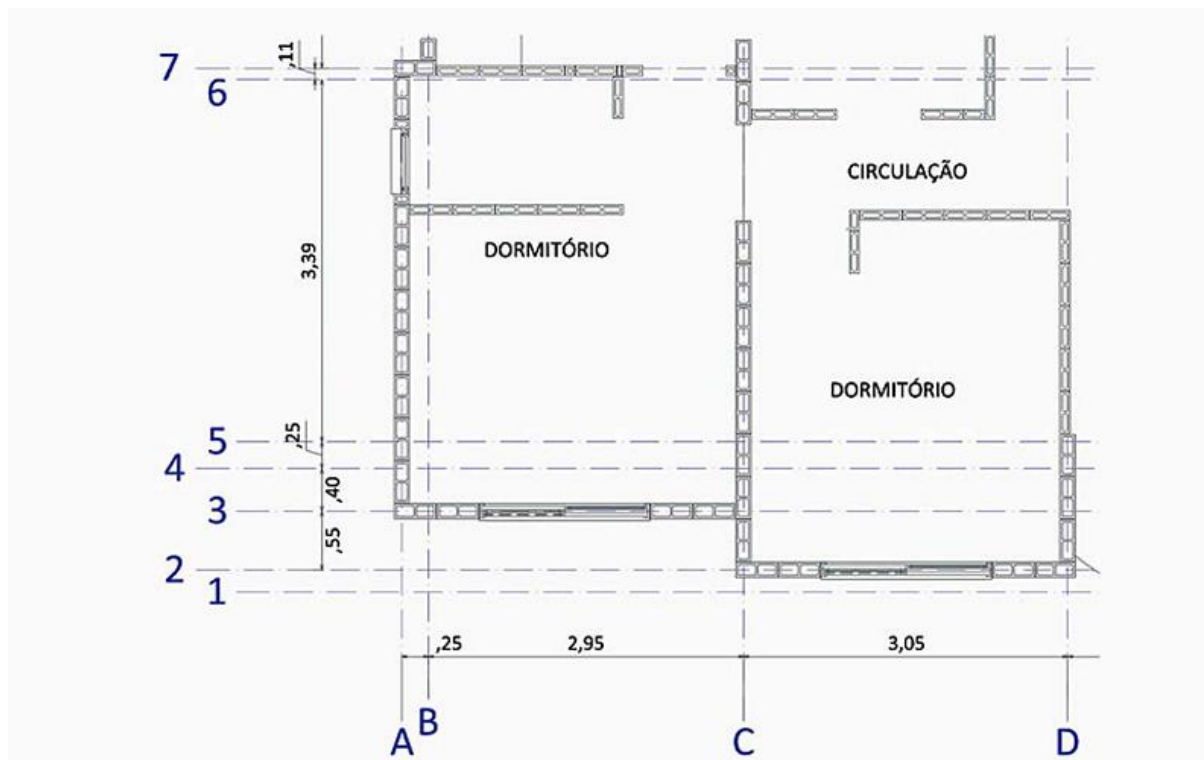 7
,11
6
CIRCULAÇÃO
DORMITÓRIO
3,39
DORMITÓRIO
5
,25
4
,40
3
,55
2
1
,25
2,95
3,05
A
B
C
D